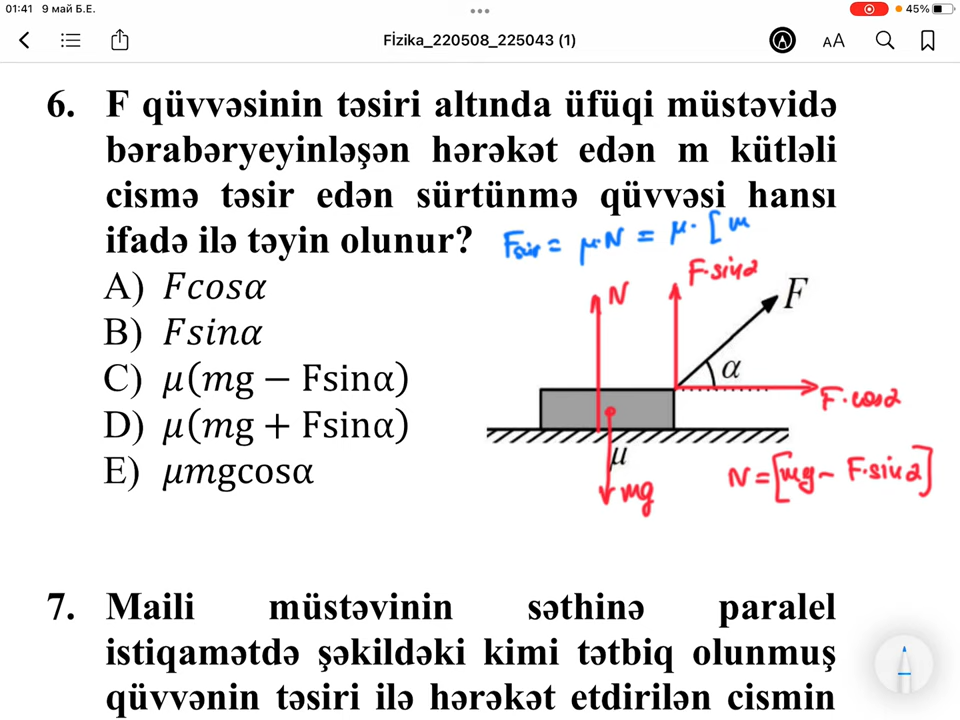 01:41 9 май Б.Е.
45%
Fizika_220508_225043 (1)
AA
6. F qüvvəsinin təsiri altında üfüqi müstəvidə
bərabəryeyinləşən hərəkət edən m kütləli
cismə təsir edən sürtünmə qüvvəsi hansı
ifadə ilə təyin olunur?
Fsür = μ·N = μ·[m
A) Fcosα
B) Fsinα
C) μ(mg − Fsinα)
D) μ(mg + Fsinα)
E) μmgcosα
N
F·sinα
F
α
F·cosα
μ
mg
N=[mg- F·sinα]
7. Maili müstəvinin səthinə paralel
istiqamətdə şəkildəki kimi tətbiq olunmuş
qüvvənin təsiri ilə hərəkət etdirilən cismin